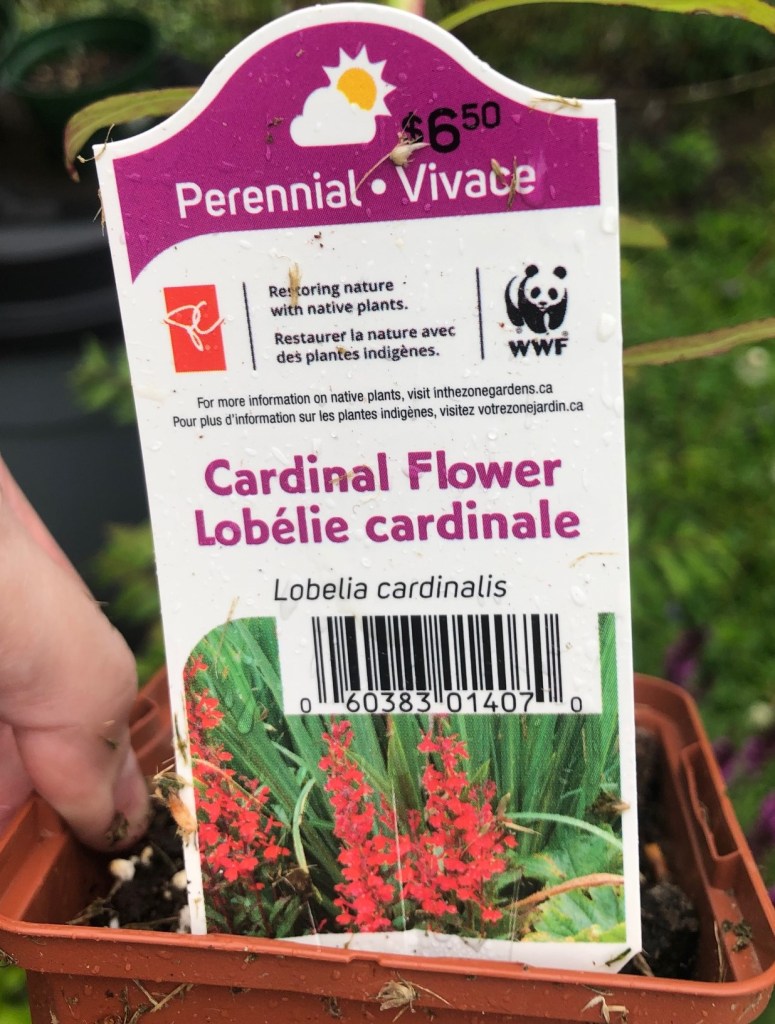 $6.50
Perennial • Vivace
PC
Restoring nature
with native plants.
Restaurer la nature avec
des plantes indigènes.
WWF
For more information on native plants, visit inthezonegardens.ca
Pour plus d'information sur les plantes indigènes, visitez votrezonejardin.ca
Cardinal Flower
Lobélie cardinale
Lobelia cardinalis
0 60383 01407 0